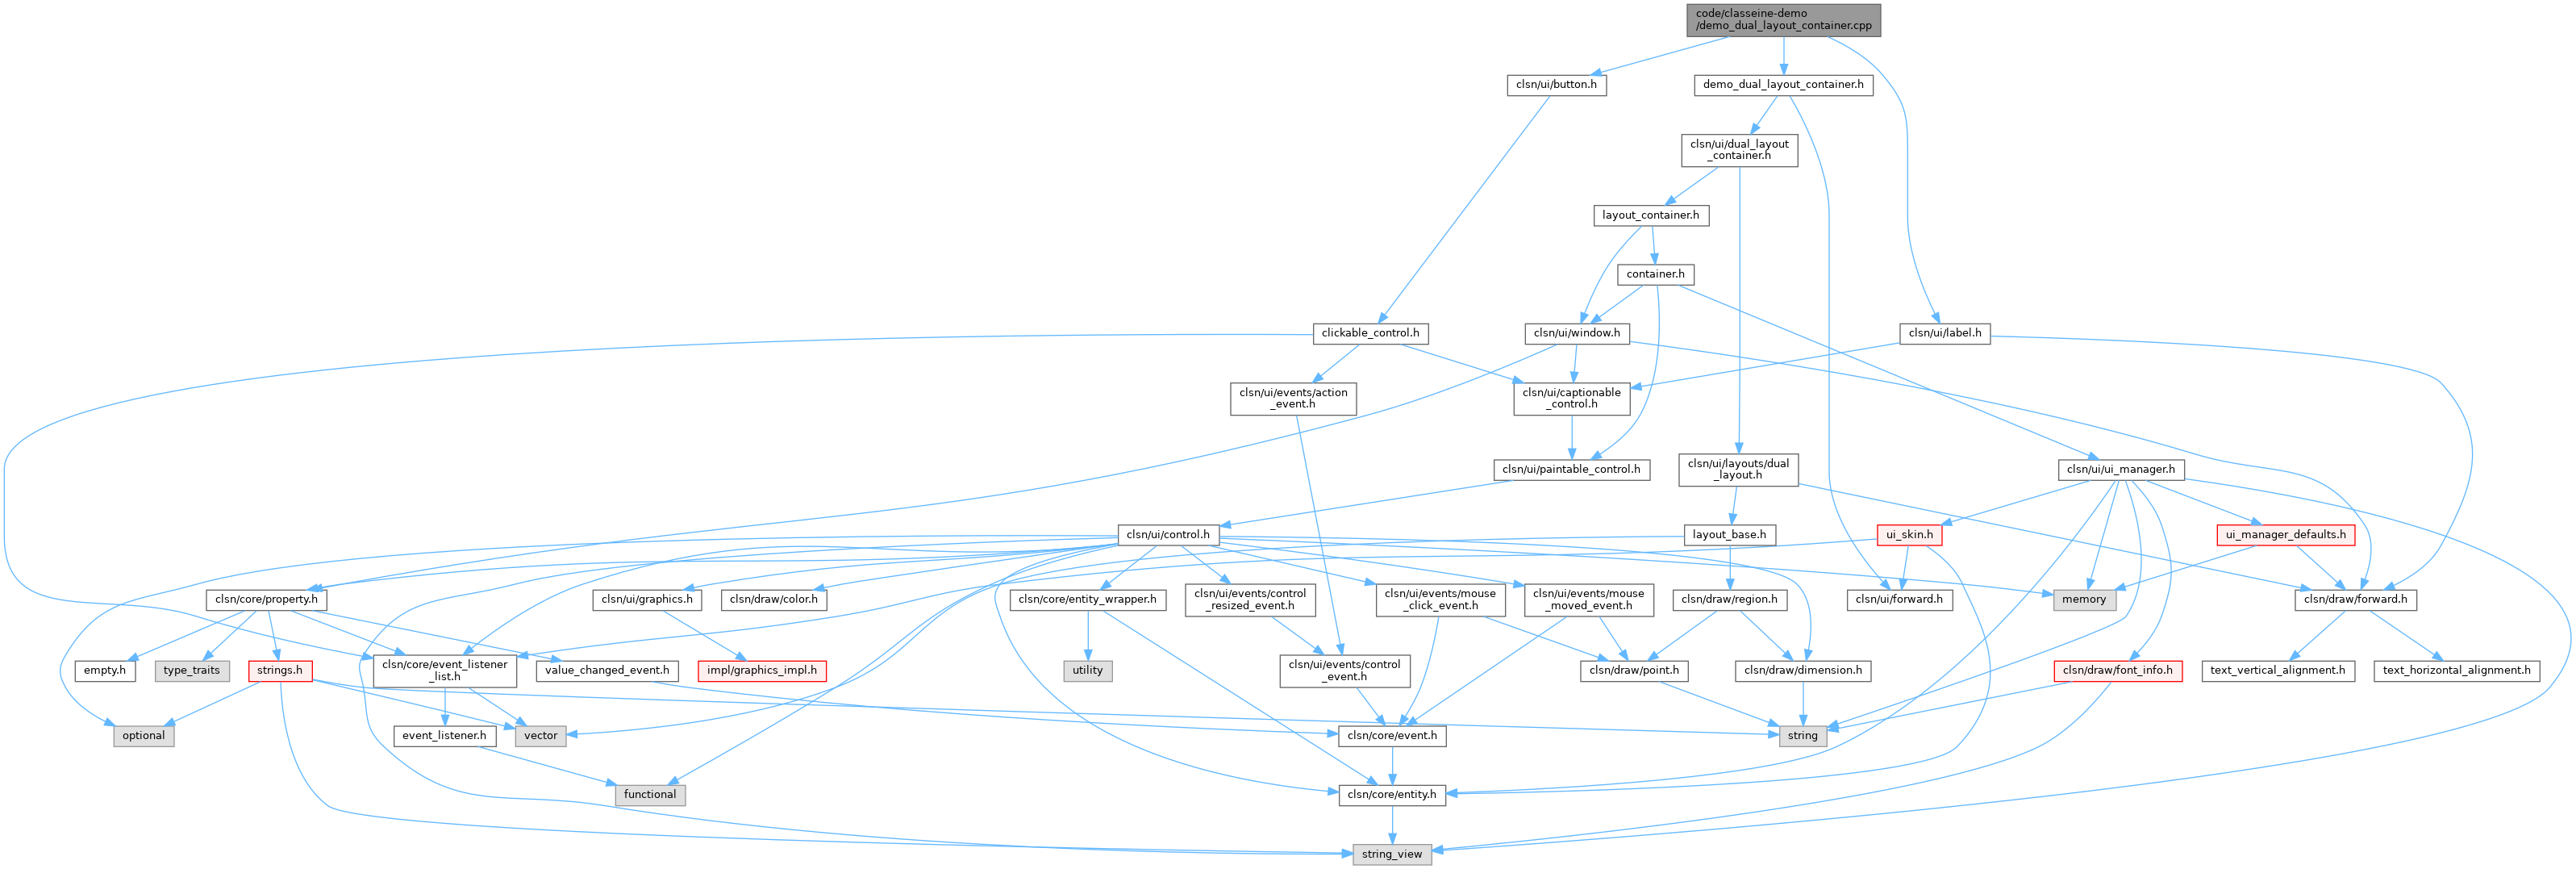 code/classeine-demo
/demo_dual_layout_container.cpp
clsn/ui/button.h
demo_dual_layout_container.h
clsn/ui/dual_layout
_container.h
layout_container.h
container.h
clickable_control.h
clsn/ui/window.h
clsn/ui/label.h
clsn/ui/events/action
_event.h
clsn/ui/captionable
_control.h
clsn/ui/paintable_control.h
clsn/ui/layouts/dual
_layout.h
clsn/ui/ui_manager.h
clsn/ui/control.h
layout_base.h
ui_skin.h
ui_manager_defaults.h
clsn/core/property.h
clsn/ui/graphics.h
clsn/draw/color.h
clsn/core/entity_wrapper.h
clsn/ui/events/control
_resized_event.h
clsn/ui/events/mouse
_click_event.h
clsn/ui/events/mouse
_moved_event.h
clsn/draw/region.h
clsn/ui/forward.h
memory
clsn/draw/forward.h
empty.h
type_traits
strings.h
clsn/core/event_listener
_list.h
value_changed_event.h
impl/graphics_impl.h
utility
clsn/ui/events/control
_event.h
clsn/draw/point.h
clsn/draw/dimension.h
clsn/draw/font_info.h
text_vertical_alignment.h
text_horizontal_alignment.h
optional
event_listener.h
vector
clsn/core/event.h
string
functional
clsn/core/entity.h
string_view